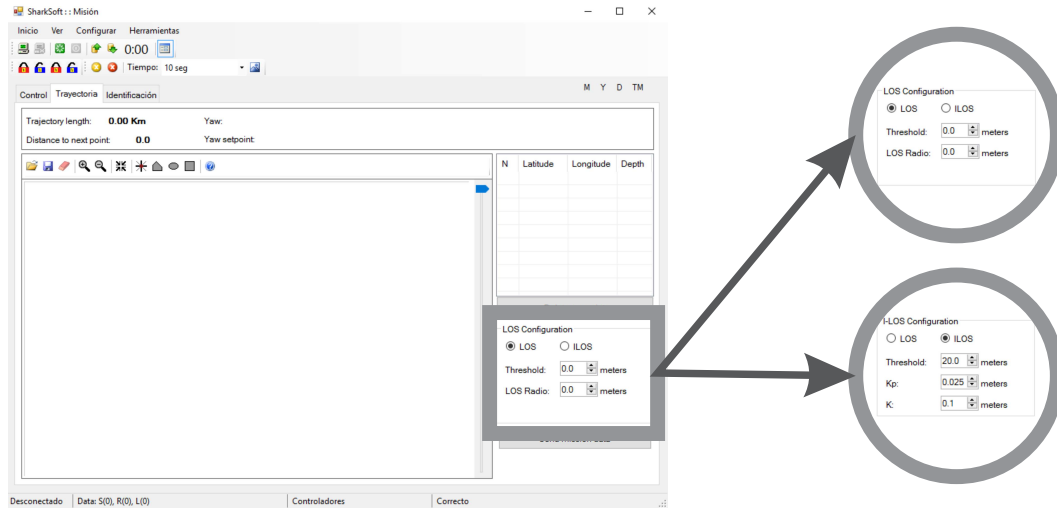 SharkSoft : : Misión
Inicio Ver Configurar Herramientas
0:00
Tiempo: 10 seg
M Y D TM
Control Trayectoria Identificación
Trajectory length: 0.00 Km Yaw:
Distance to next point: 0.0 Yaw setpoint:
N Latitude Longitude Depth
LOS Configuration
LOS ILOS
Threshold: 0.0 meters
LOS Radio: 0.0 meters
Desconectado Data: S(0), R(0), L(0) Controladores Correcto
LOS Configuration
LOS ILOS
Threshold: 0.0 meters
LOS Radio: 0.0 meters
I-LOS Configuration
LOS ILOS
Threshold: 20.0 meters
Kp: 0.025 meters
K: 0.1 meters